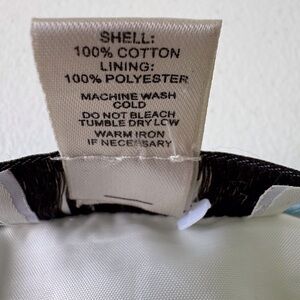 SHELL:
100% COTTON
LINING:
100% POLYESTER
MACHINE WASH
COLD
DO NOT BLEACH
TUMBLE DRY LOW
WARM IRON
IF NECESSARY